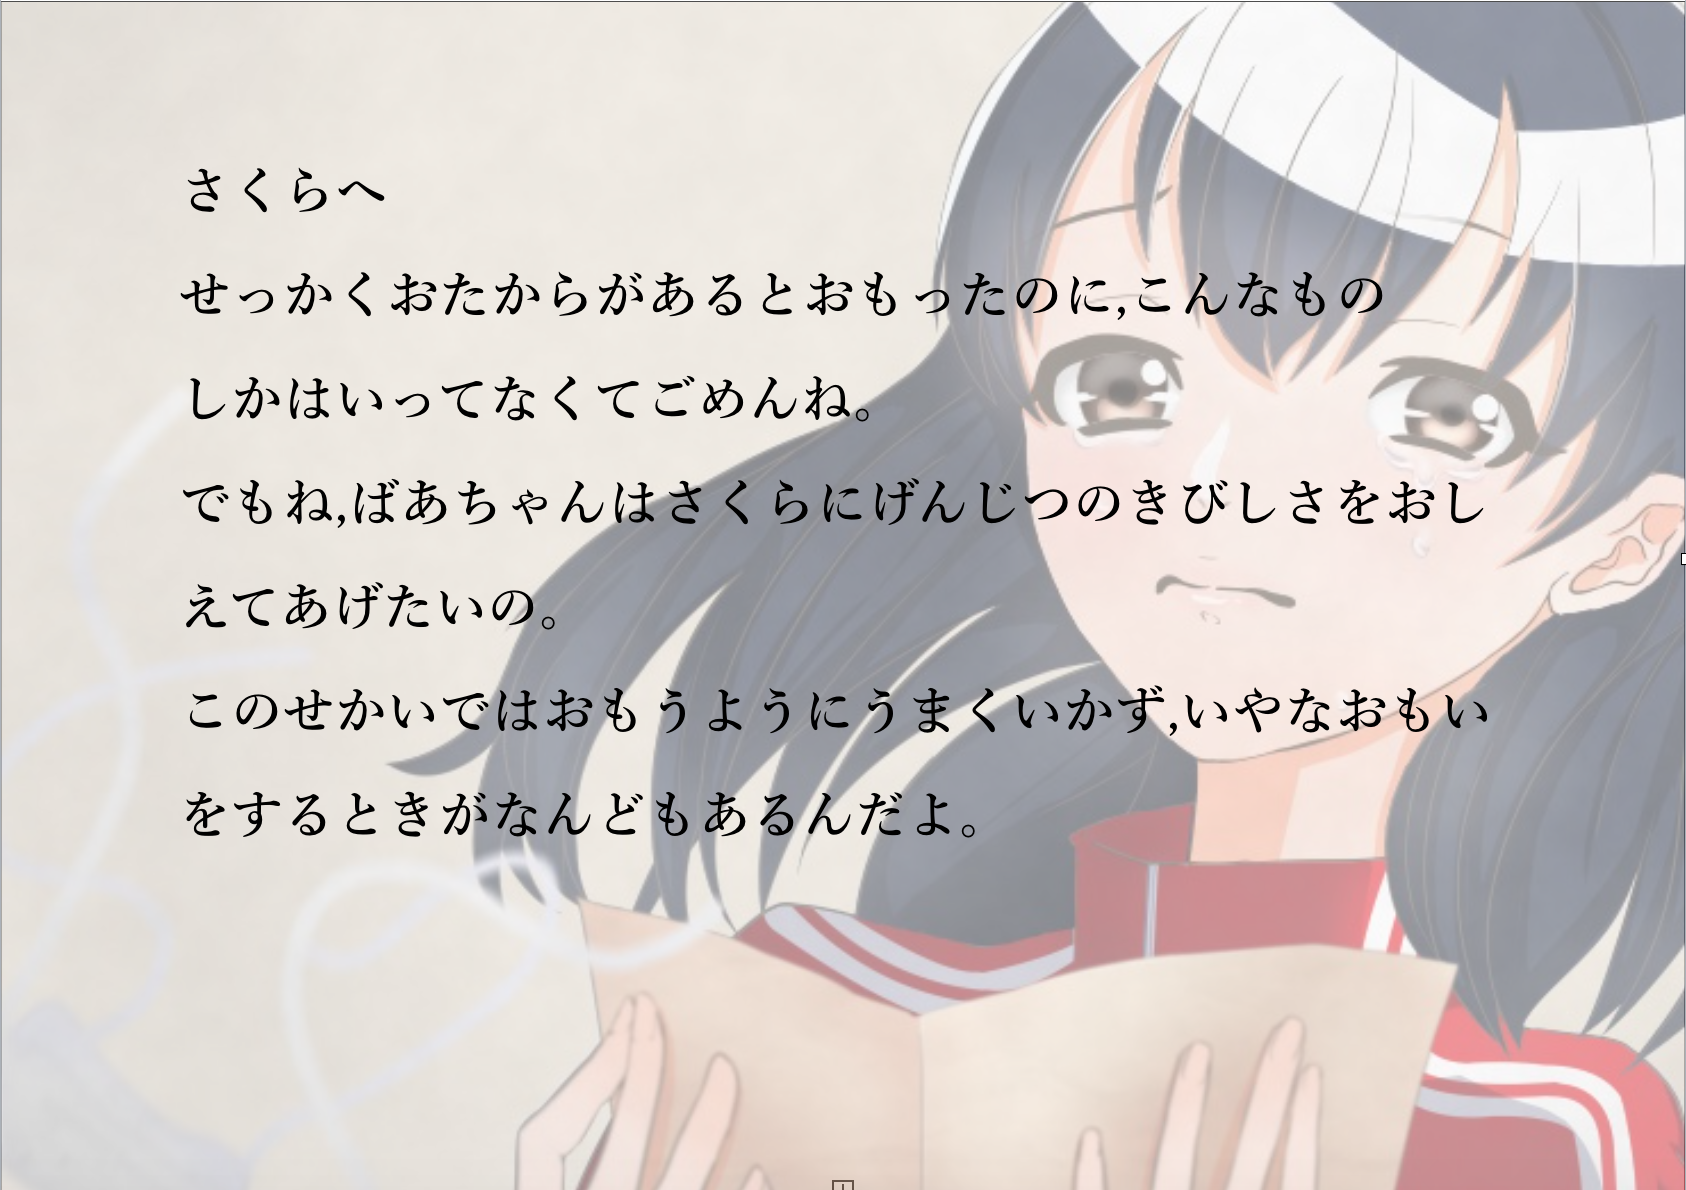 さくらへ
せっかくおたからがあるとおもったのに,こんなもの
しかはいってなくてごめんね。
でもね,ばあちゃんはさくらにげんじつのきびしさをおし
えてあげたいの。
このせかいではおもうようにうまくいかず,いやなおもい
をするときがなんどもあるんだよ。